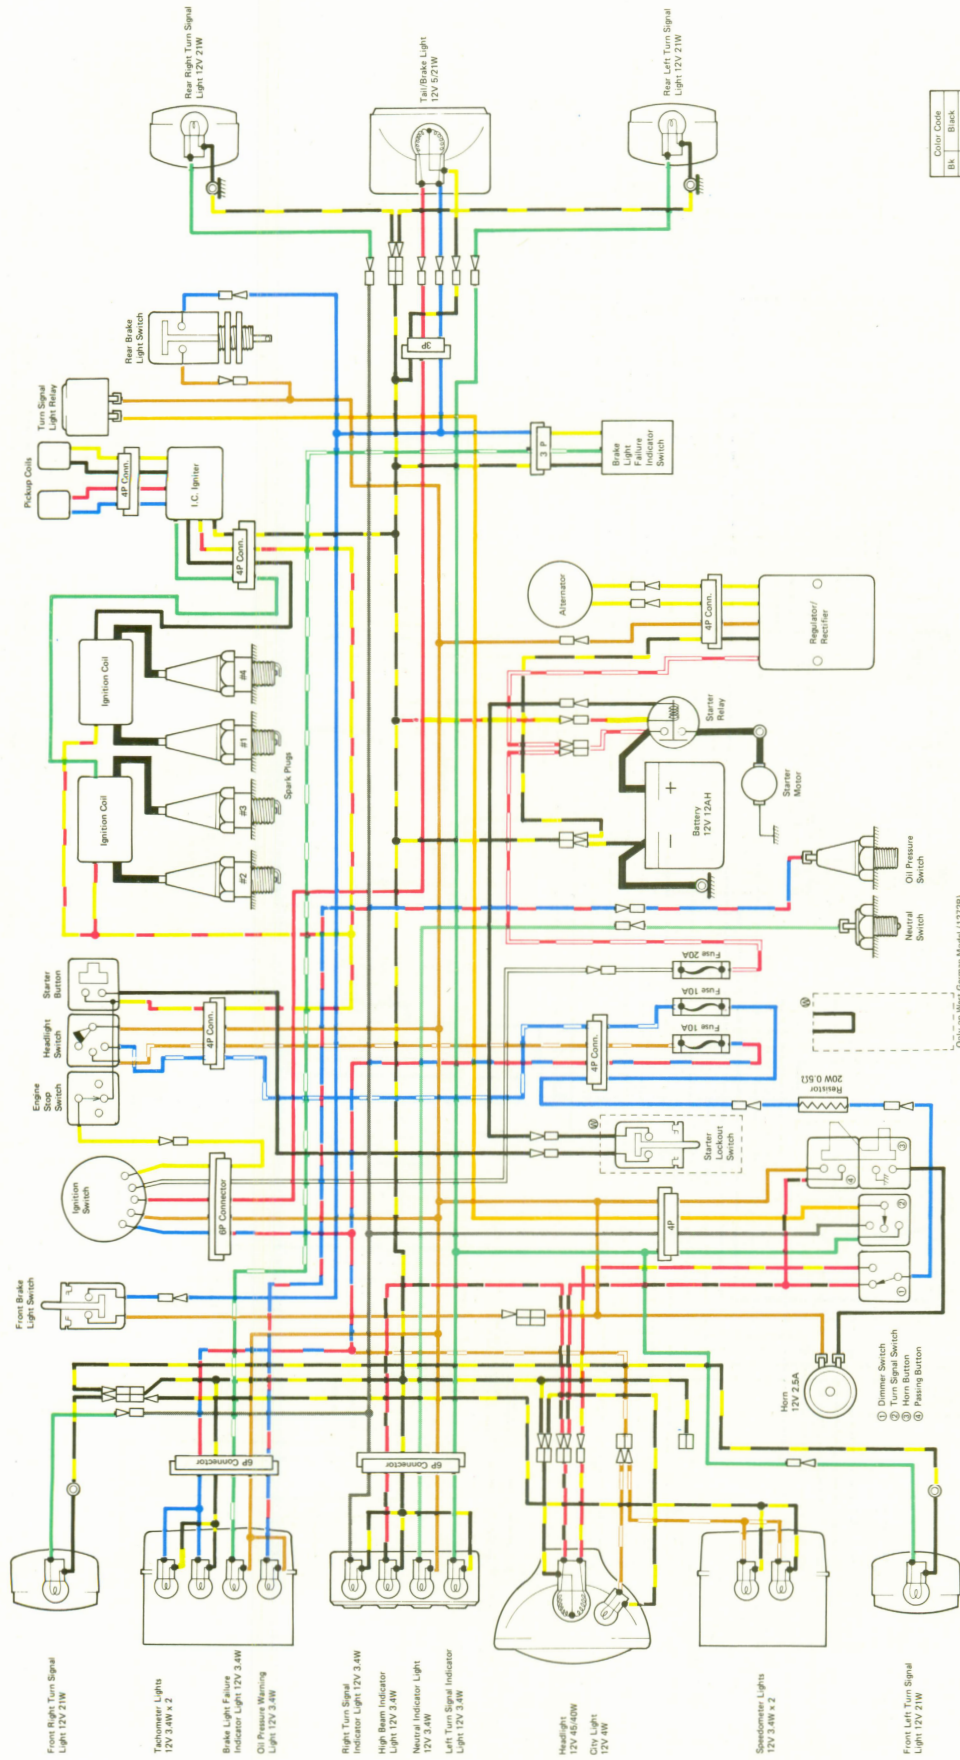 Rear Right Turn Signal
Light 12V 21W
Tail/Brake Light
12V 5/21W
Rear Left Turn Signal
Light 12V 21W
Color Code
Bk Black
Rear Brake
Light Switch
Turn Signal
Light Relay
Pickup Coils
4P Conn.
I.C. Igniter
4P Conn.
3P
3 P
Brake
Light
Failure
Indicator
Switch
Ignition Coil
Ignition Coil
#4
#1
#3
#2
Spark Plugs
Alternator
4P Conn.
Regulator/
Rectifier
Starter
Relay
Battery
12V 12AH
Starter
Motor
Oil Pressure
Switch
Neutral
Switch
Starter
Button
Headlight
Switch
Engine
Stop
Switch
4P Conn.
4P Conn.
Fuse 20A
Fuse 10A
Fuse 10A
Resistor
20W 0.5Ω
Starter
Lockout
Switch
Ignition
Switch
6P Connector
4P
Front Brake
Light Switch
Horn
12V 2.5A
① Dimmer Switch
② Turn Signal Switch
③ Horn Button
④ Passing Button
④
③
②
①
6P Connector
6P Connector
Front Right Turn Signal
Light 12V 21W
Tachometer Lights
12V 3.4W x 2
Brake Light Failure
Indicator Light 12V 3.4W
Oil Pressure Warning
Light 12V 3.4W
Right Turn Signal
Indicator Light 12V 3.4W
High Beam Indicator
Light 12V 3.4W
Neutral Indicator Light
12V 3.4W
Left Turn Signal Indicator
Light 12V 3.4W
Headlight
12V 45/40W
City Light
12V 4W
Speedometer Lights
12V 3.4W x 2
Front Left Turn Signal
Light 12V 21W